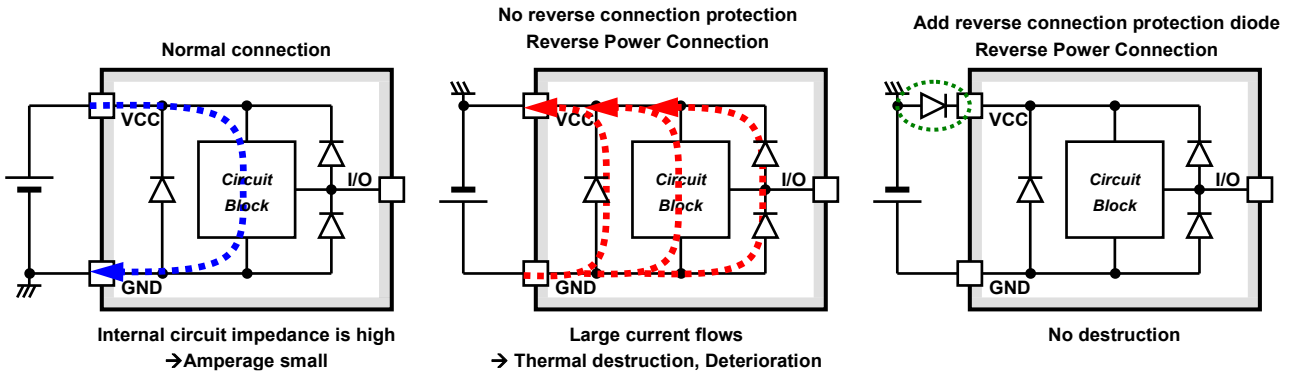 Normal connection
VCC
Circuit
Block
I/O
GND
Internal circuit impedance is high
→Amperage small
No reverse connection protection
Reverse Power Connection
VCC
Circuit
Block
I/O
GND
Large current flows
→ Thermal destruction, Deterioration
Add reverse connection protection diode
Reverse Power Connection
VCC
Circuit
Block
I/O
GND
No destruction